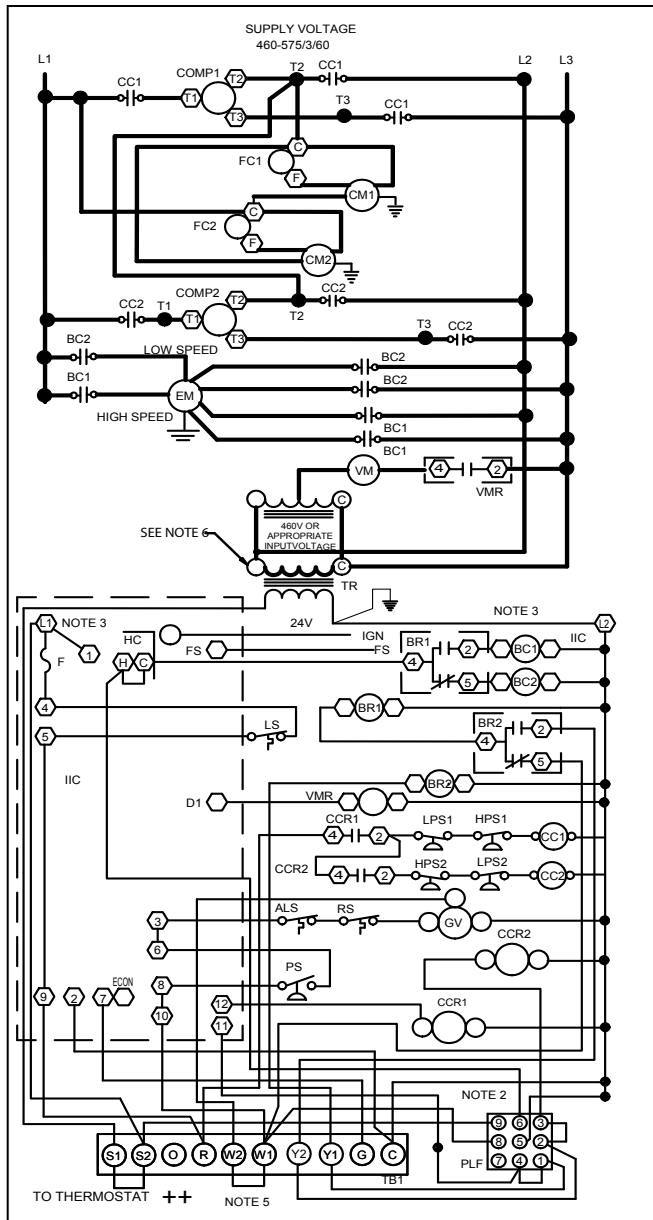 SUPPLY VOLTAGE
460-575/3/60
L1
T2
L2
L3
CC1
COMP1
T2
CC1
T1
T3
T3
CC1
C
FC1
F
CM1
C
FC2
F
CM2
CC2
T1
COMP2
T2
T2
CC2
T1
T3
T3
CC2
BC2
LOW SPEED
BC2
BC1
EM
BC2
HIGH SPEED
BC1
BC1
VM
4
2
VMR
C
460V OR
APPROPRIATE
INPUTVOLTAGE
SEE NOTE 6
C
TR
L1
NOTE 3
24V
NOTE 3
L2
HC
IGN
BR1
IIC
1
FS
FS
2
BC1
F
H
C
4
5
BC2
4
BR1
BR2
2
5
LS
4
5
IIC
BR2
D1
VMR
CCR1
LPS1
HPS1
4
2
CC1
CCR2
HPS2
LPS2
4
2
CC2
3
ALS
RS
GV
6
CCR2
PS
8
ECON
9
2
7
12
CCR1
10
11
NOTE 2
9
6
3
8
5
2
PLF
7
4
1
S1
S2
O
R
W2
W1
Y2
Y1
G
C
TB1
TO THERMOSTAT ++
NOTE 5